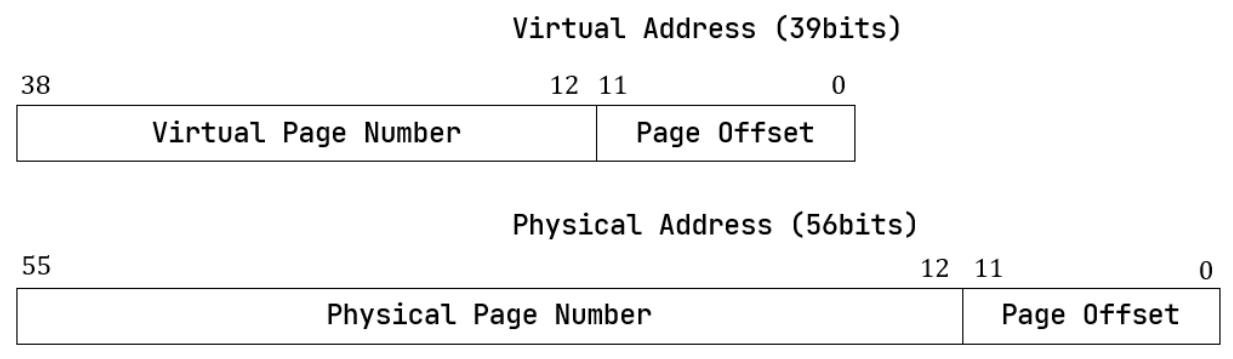 Virtual Address (39bits)
38 12 11 0
Virtual Page Number Page Offset
Physical Address (56bits)
55 12 11 0
Physical Page Number Page Offset